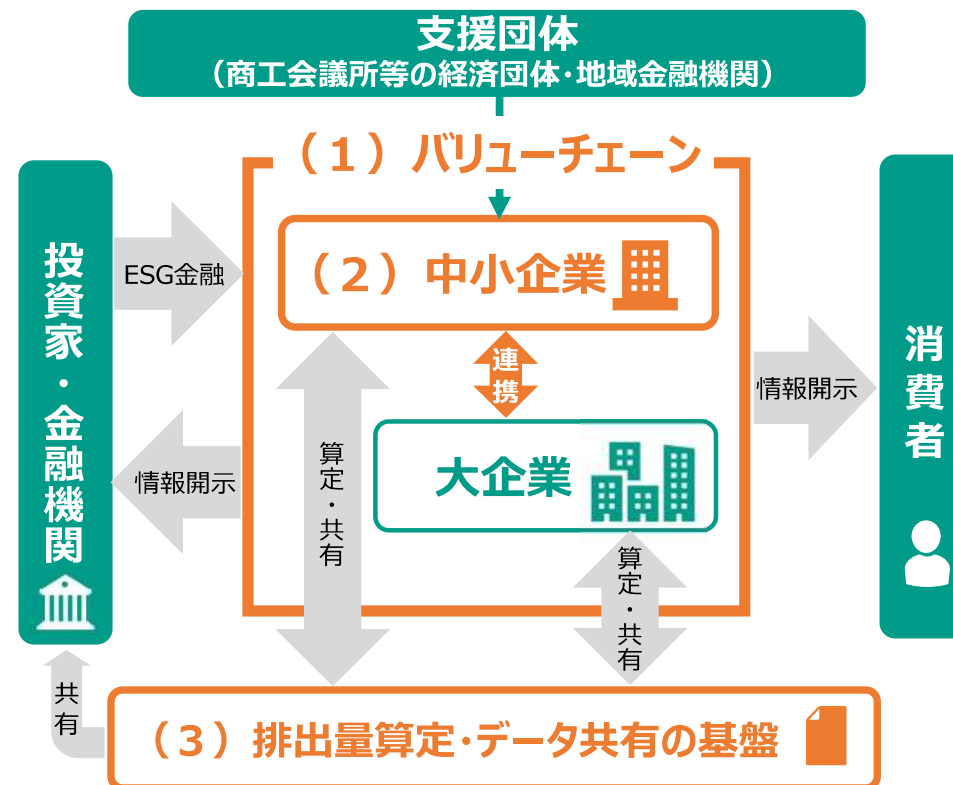 支援団体
（商工会議所等の経済団体・地域金融機関）
（１）バリューチェーン
投資家・金融機関
ESG金融
（２）中小企業
連携
消費者
情報開示
情報開示
算定・共有
大企業
算定・共有
共有
（３）排出量算定・データ共有の基盤